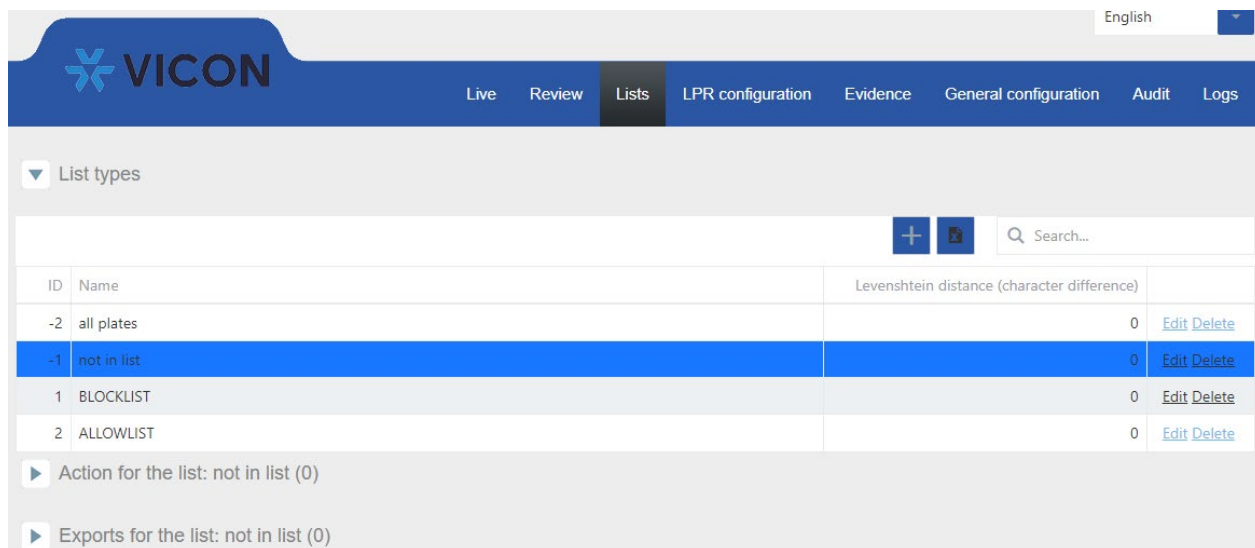 English
VICON
Live Review Lists LPR configuration Evidence General configuration Audit Logs
List types
Search...
ID Name Levenshtein distance (character difference)
-2 all plates 0 Edit Delete
-1 not in list 0 Edit Delete
1 BLOCKLIST 0 Edit Delete
2 ALLOWLIST 0 Edit Delete
Action for the list: not in list (0)
Exports for the list: not in list (0)